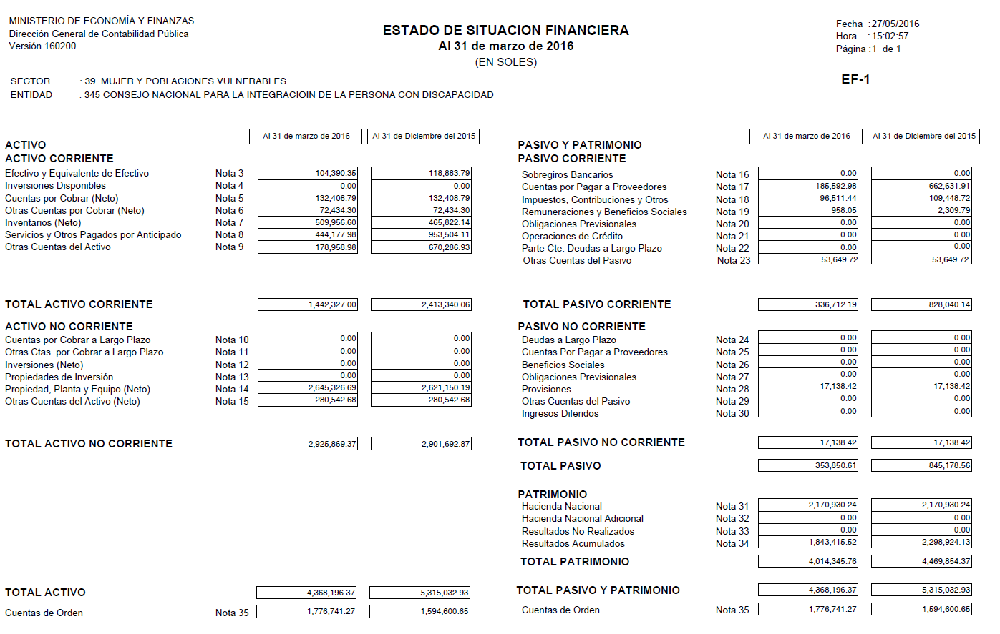 MINISTERIO DE ECONOMÍA Y FINANZAS
Dirección General de Contabilidad Pública
Versión 160200
ESTADO DE SITUACION FINANCIERA
Al 31 de marzo de 2016
(EN SOLES)
Fecha :27/05/2016
Hora :15:02:57
Página :1 de 1
EF-1
SECTOR : 39 MUJER Y POBLACIONES VULNERABLES
ENTIDAD : 345 CONSEJO NACIONAL PARA LA INTEGRACIOIN DE LA PERSONA CON DISCAPACIDAD
Al 31 de marzo de 2016 Al 31 de Diciembre del 2015
ACTIVO
ACTIVO CORRIENTE
Efectivo y Equivalente de Efectivo Nota 3 104,390.35 118,883.79
Inversiones Disponibles Nota 4 0.00 0.00
Cuentas por Cobrar (Neto) Nota 5 132,408.79 132,408.79
Otras Cuentas por Cobrar (Neto) Nota 6 72,434.30 72,434.30
Inventarios (Neto) Nota 7 509,956.60 465,822.14
Servicios y Otros Pagados por Anticipado Nota 8 444,177.98 953,504.11
Otras Cuentas del Activo Nota 9 178,958.98 670,286.93
TOTAL ACTIVO CORRIENTE 1,442,327.00 2,413,340.06
ACTIVO NO CORRIENTE
Cuentas por Cobrar a Largo Plazo Nota 10 0.00 0.00
Otras Ctas. por Cobrar a Largo Plazo Nota 11 0.00 0.00
Inversiones (Neto) Nota 12 0.00 0.00
Propiedades de Inversión Nota 13 0.00 0.00
Propiedad, Planta y Equipo (Neto) Nota 14 2,645,326.69 2,621,150.19
Otras Cuentas del Activo (Neto) Nota 15 280,542.68 280,542.68
TOTAL ACTIVO NO CORRIENTE 2,925,869.37 2,901,692.87
TOTAL ACTIVO 4,368,196.37 5,315,032.93
Cuentas de Orden Nota 35 1,776,741.27 1,594,600.65
Al 31 de marzo de 2016 Al 31 de Diciembre del 2015
PASIVO Y PATRIMONIO
PASIVO CORRIENTE
Sobregiros Bancarios Nota 16 0.00 0.00
Cuentas por Pagar a Proveedores Nota 17 185,592.98 662,631.91
Impuestos, Contribuciones y Otros Nota 18 96,511.44 109,448.72
Remuneraciones y Beneficios Sociales Nota 19 958.05 2,309.79
Obligaciones Previsionales Nota 20 0.00 0.00
Operaciones de Crédito Nota 21 0.00 0.00
Parte Cte. Deudas a Largo Plazo Nota 22 0.00 0.00
Otras Cuentas del Pasivo Nota 23 53,649.72 53,649.72
TOTAL PASIVO CORRIENTE 336,712.19 828,040.14
PASIVO NO CORRIENTE
Deudas a Largo Plazo Nota 24 0.00 0.00
Cuentas Por Pagar a Proveedores Nota 25 0.00 0.00
Beneficios Sociales Nota 26 0.00 0.00
Obligaciones Previsionales Nota 27 0.00 0.00
Provisiones Nota 28 17,138.42 17,138.42
Otras Cuentas del Pasivo Nota 29 0.00 0.00
Ingresos Diferidos Nota 30 0.00 0.00
TOTAL PASIVO NO CORRIENTE 17,138.42 17,138.42
TOTAL PASIVO 353,850.61 845,178.56
PATRIMONIO
Hacienda Nacional Nota 31 2,170,930.24 2,170,930.24
Hacienda Nacional Adicional Nota 32 0.00 0.00
Resultados No Realizados Nota 33 0.00 0.00
Resultados Acumulados Nota 34 1,843,415.52 2,298,924.13
TOTAL PATRIMONIO 4,014,345.76 4,469,854.37
TOTAL PASIVO Y PATRIMONIO 4,368,196.37 5,315,032.93
Cuentas de Orden Nota 35 1,776,741.27 1,594,600.65